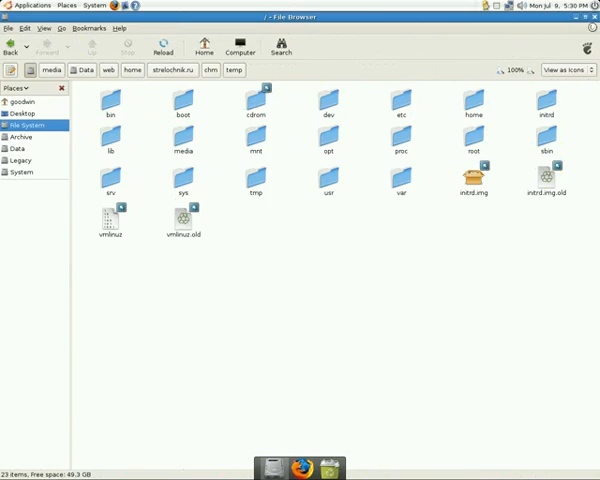 Applications Places System Mon Jul 9, 5:30 PM
/ - File Browser
File Edit View Go Bookmarks Help
Back Forward Up Stop Reload Home Computer Search
media Data web home strelochnik.ru chm temp 100% View as Icons
Places
goodwin
Desktop
File System
Archive
Data
Legacy
System
bin boot cdrom dev etc home initrd
lib media mnt opt proc root sbin
srv sys tmp usr var initrd.img initrd.img.old
vmlinuz vmlinuz.old
23 items, Free space: 49.3 GB